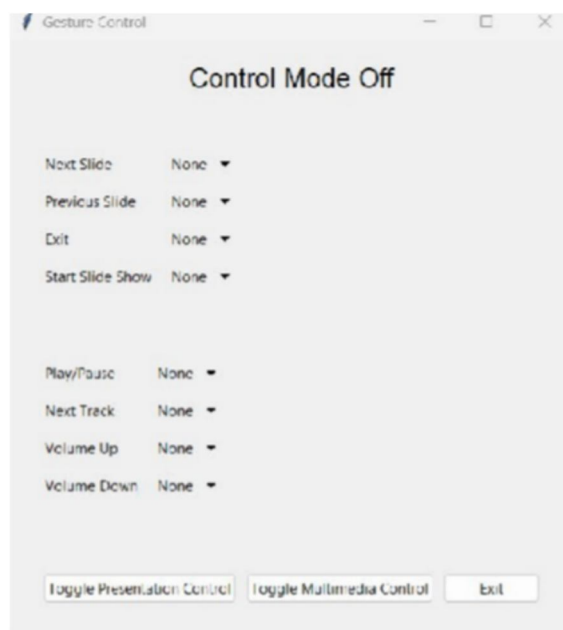 Gesture Control
Control Mode Off
Next Slide None
Previous Slide None
Exit None
Start Slide Show None
Play/Pause None
Next Track None
Volume Up None
Volume Down None
Toggle Presentation Control Toggle Multimedia Control Exit